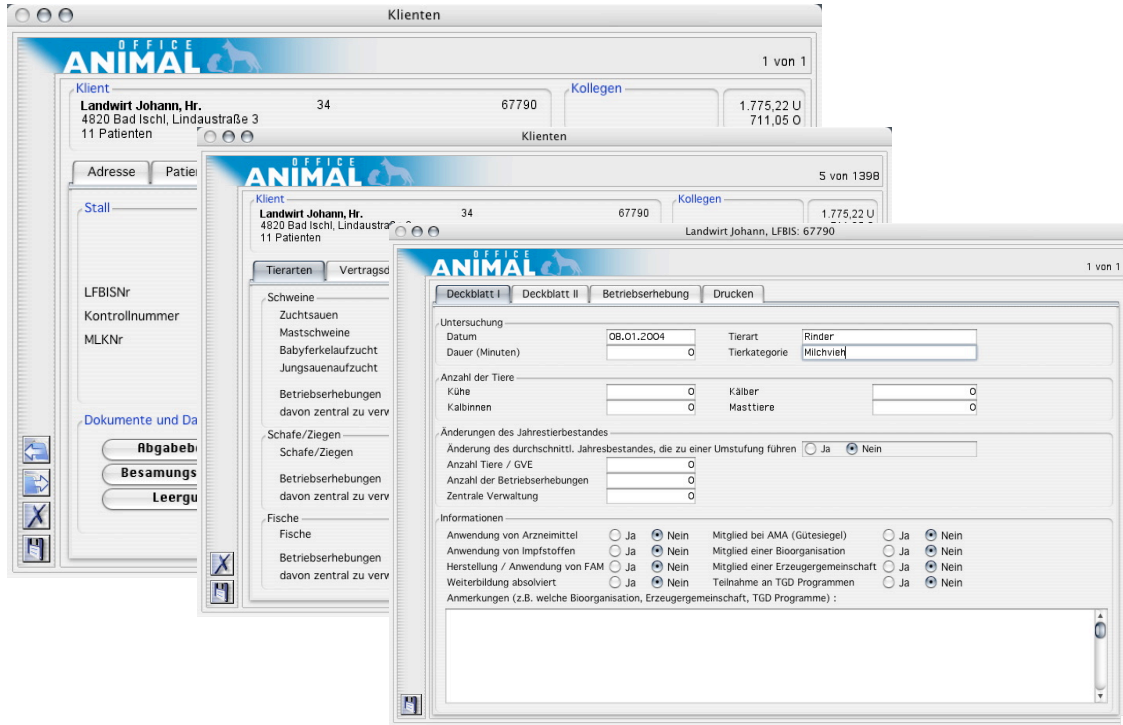 Klienten
OFFICE
ANIMAL
1 von 1
Klient
Kollegen
Landwirt Johann, Hr. 34 67790
1.775,22 U
4820 Bad Ischl, Lindaustraße 3
711,05 O
11 Patienten
Adresse
Stall
LFBISNr
Kontrollnummer
MLKNr
Dokumente und Da
Klienten
OFFICE
ANIMAL
5 von 1398
Klient
Kollegen
Landwirt Johann, Hr. 34 67790
1.775,22 U
4820 Bad Ischl,
11 Patienten
Tierarten
Schweine
Zuchtsauen
Mastschweine
Babyferkelaufzucht
Jungsauenaufzucht
Betriebserhebungen
davon zentral zu verw
Schafe/Ziegen
Schafe/Ziegen
Betriebserhebungen
davon zentral zu verw
Fische
Fische
Betriebserhebungen
davon zentral zu verw
Landwirt Johann, LFBIS: 67790
OFFICE
ANIMAL
1 von 1
Deckblatt I Deckblatt II Betriebserhebung Drucken
Untersuchung
Datum 08.01.2004 Tierart Rinder
Dauer (Minuten) 0 Tierkategorie Milchvieh
Anzahl der Tiere
Kühe 0 Kälber 0
Kalbinnen 0 Masttiere 0
Änderungen des Jahrestierbestandes
Änderung des durchschnittl. Jahresbestandes, die zu einer Umstufung führen Ja Nein
Anzahl Tiere / GVE 0
Anzahl der Betriebserhebungen 0
Zentrale Verwaltung 0
Informationen
Anwendung von Arzneimittel Ja Nein Mitglied bei AMA (Gütesiegel) Ja Nein
Anwendung von Impfstoffen Ja Nein Mitglied einer Bioorganisation Ja Nein
Herstellung / Anwendung von FAM Ja Nein Mitglied einer Erzeugergemeinschaft Ja Nein
Weiterbildung absolviert Ja Nein Teilnahme an TGD Programmen Ja Nein
Anmerkungen (z.B. welche Bioorganisation, Erzeugergemeinschaft, TGD Programme) :